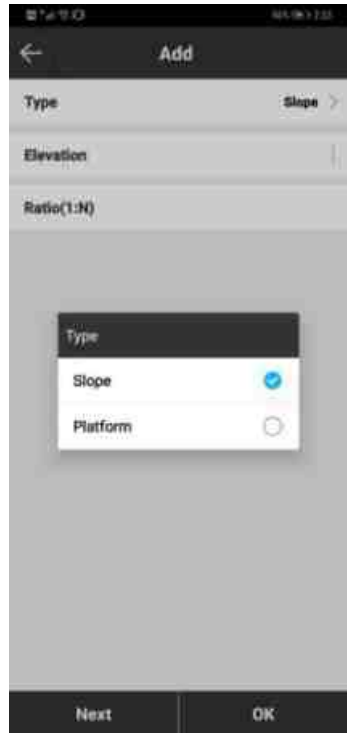 Add
Type Slope
Elevation
Ratio(1:N)
Type
Slope
Platform
Next OK